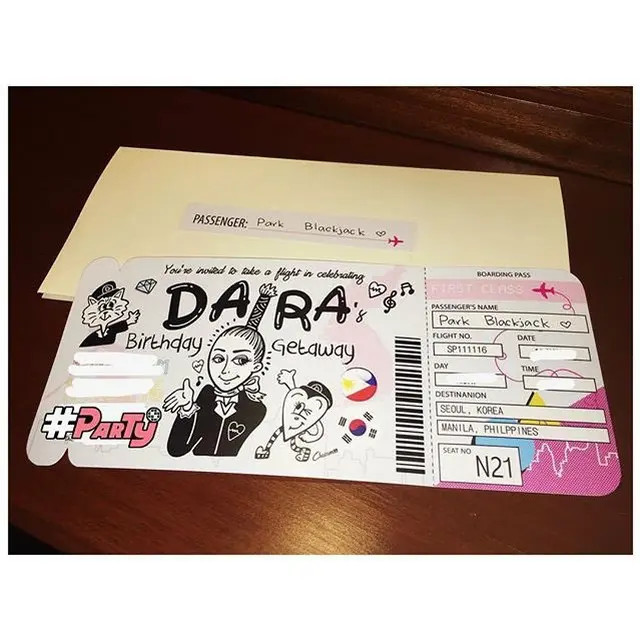 PASSENGER: Park Blackjack ♡
You're invited to take a flight in celebrating
DARA's
Birthday Getaway
#PARTY
BOARDING PASS
FIRST CLASS
PASSENGER'S NAME
Park Blackjack ♡
FLIGHT NO. DATE
SP111116
DAY TIME
DESTINANION
SEOUL, KOREA
MANILA, PHILIPPINES
SEAT NO
N21